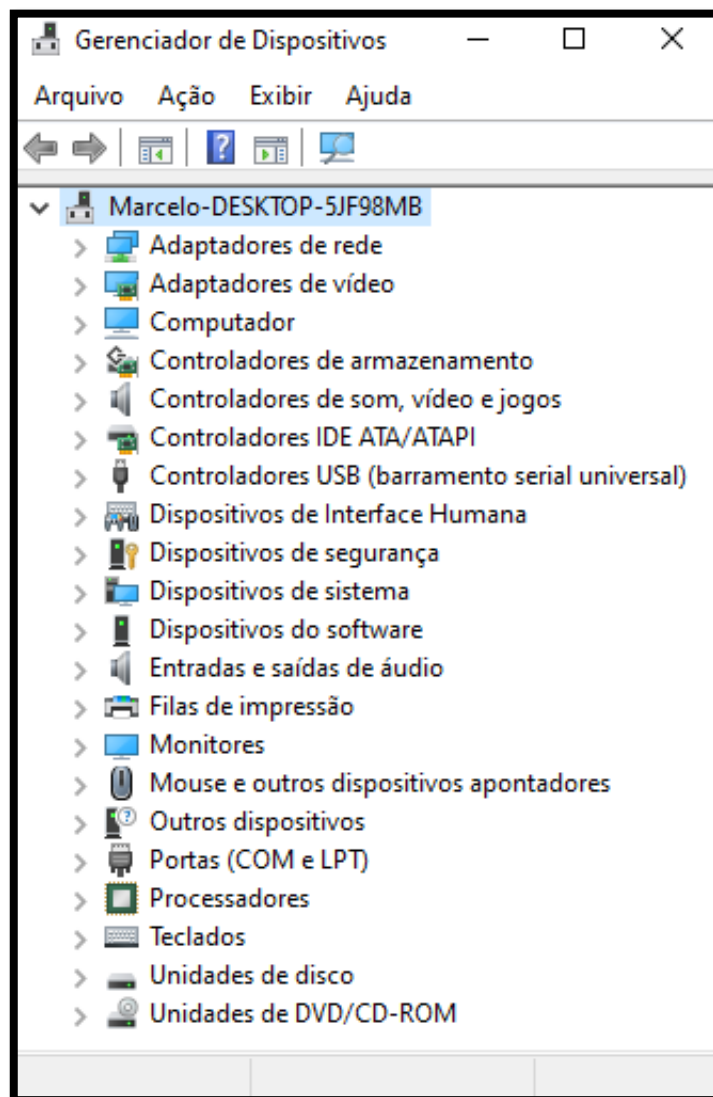 Gerenciador de Dispositivos
Arquivo Ação Exibir Ajuda
Marcelo-DESKTOP-5JF98MB
Adaptadores de rede
Adaptadores de vídeo
Computador
Controladores de armazenamento
Controladores de som, vídeo e jogos
Controladores IDE ATA/ATAPI
Controladores USB (barramento serial universal)
Dispositivos de Interface Humana
Dispositivos de segurança
Dispositivos de sistema
Dispositivos do software
Entradas e saídas de áudio
Filas de impressão
Monitores
Mouse e outros dispositivos apontadores
Outros dispositivos
Portas (COM e LPT)
Processadores
Teclados
Unidades de disco
Unidades de DVD/CD-ROM